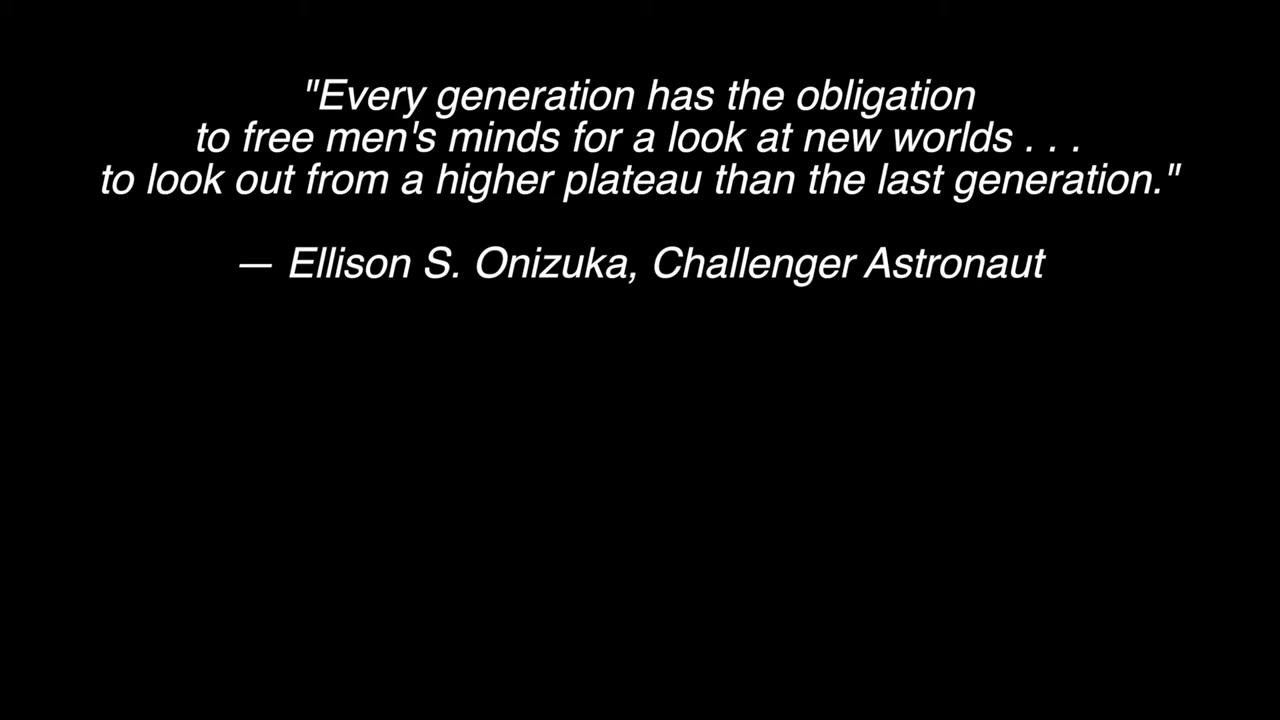 "Every generation has the obligation
to free men's minds for a look at new worlds . . .
to look out from a higher plateau than the last generation."
— Ellison S. Onizuka, Challenger Astronaut